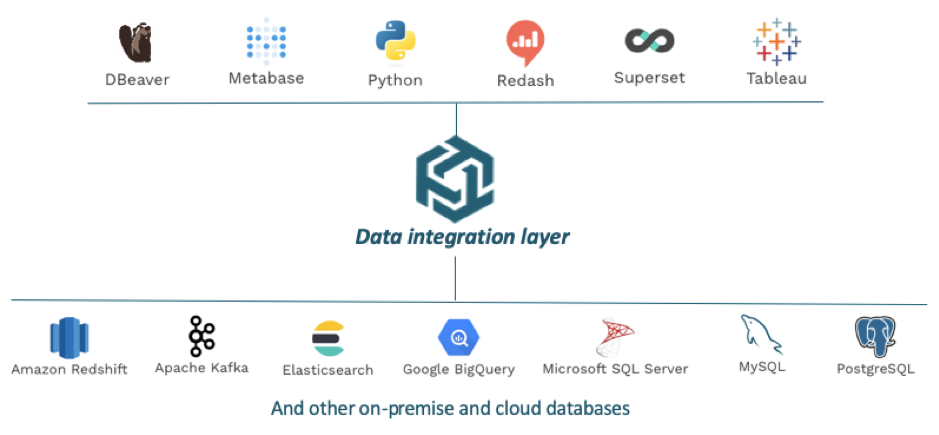 DBeaver
Metabase
Python
Redash
Superset
Tableau
Data integration layer
Amazon Redshift
Apache Kafka
Elasticsearch
Google BigQuery
Microsoft SQL Server
MySQL
PostgreSQL
And other on-premise and cloud databases